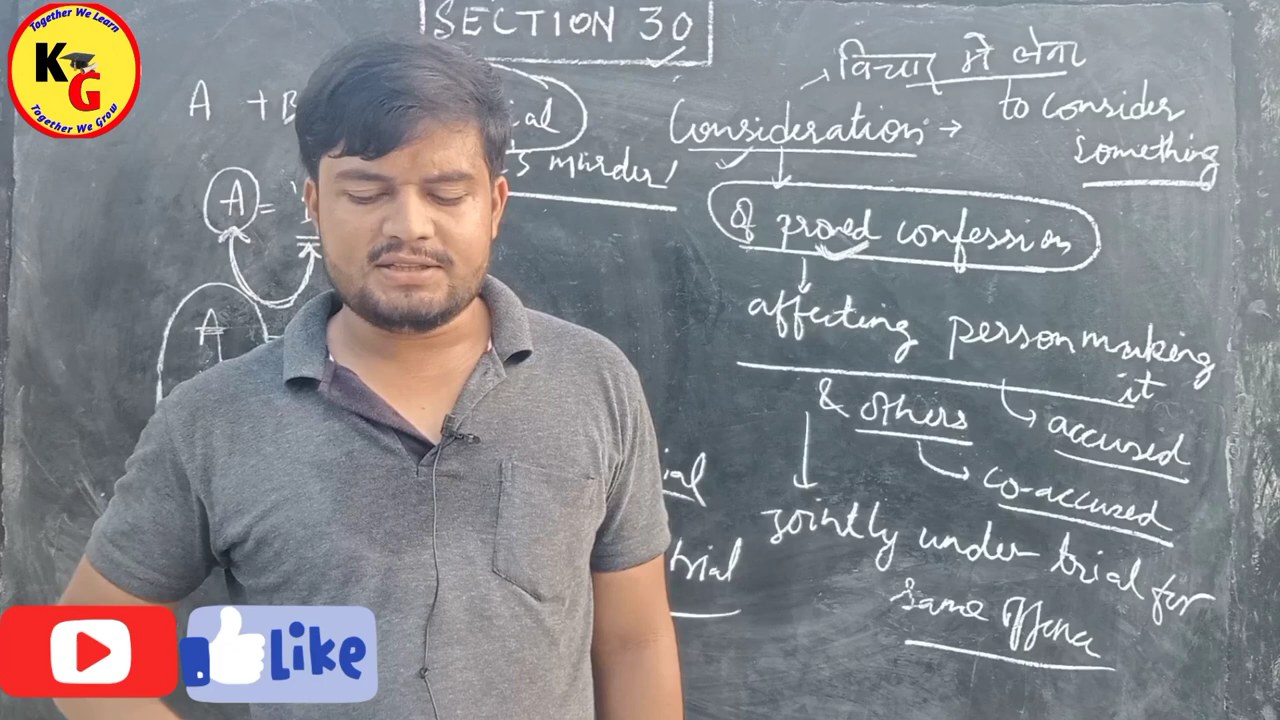 Together We Learn
KG
Together We Grow
SECTION 30
A + B
ial
's murder!
A =
A
विचार में लेना
Consideration → to consider
something
of proved confession
affecting person making
it
& others
accused
co-accused
Jointly under trial for
same offence
ial
trial
Like